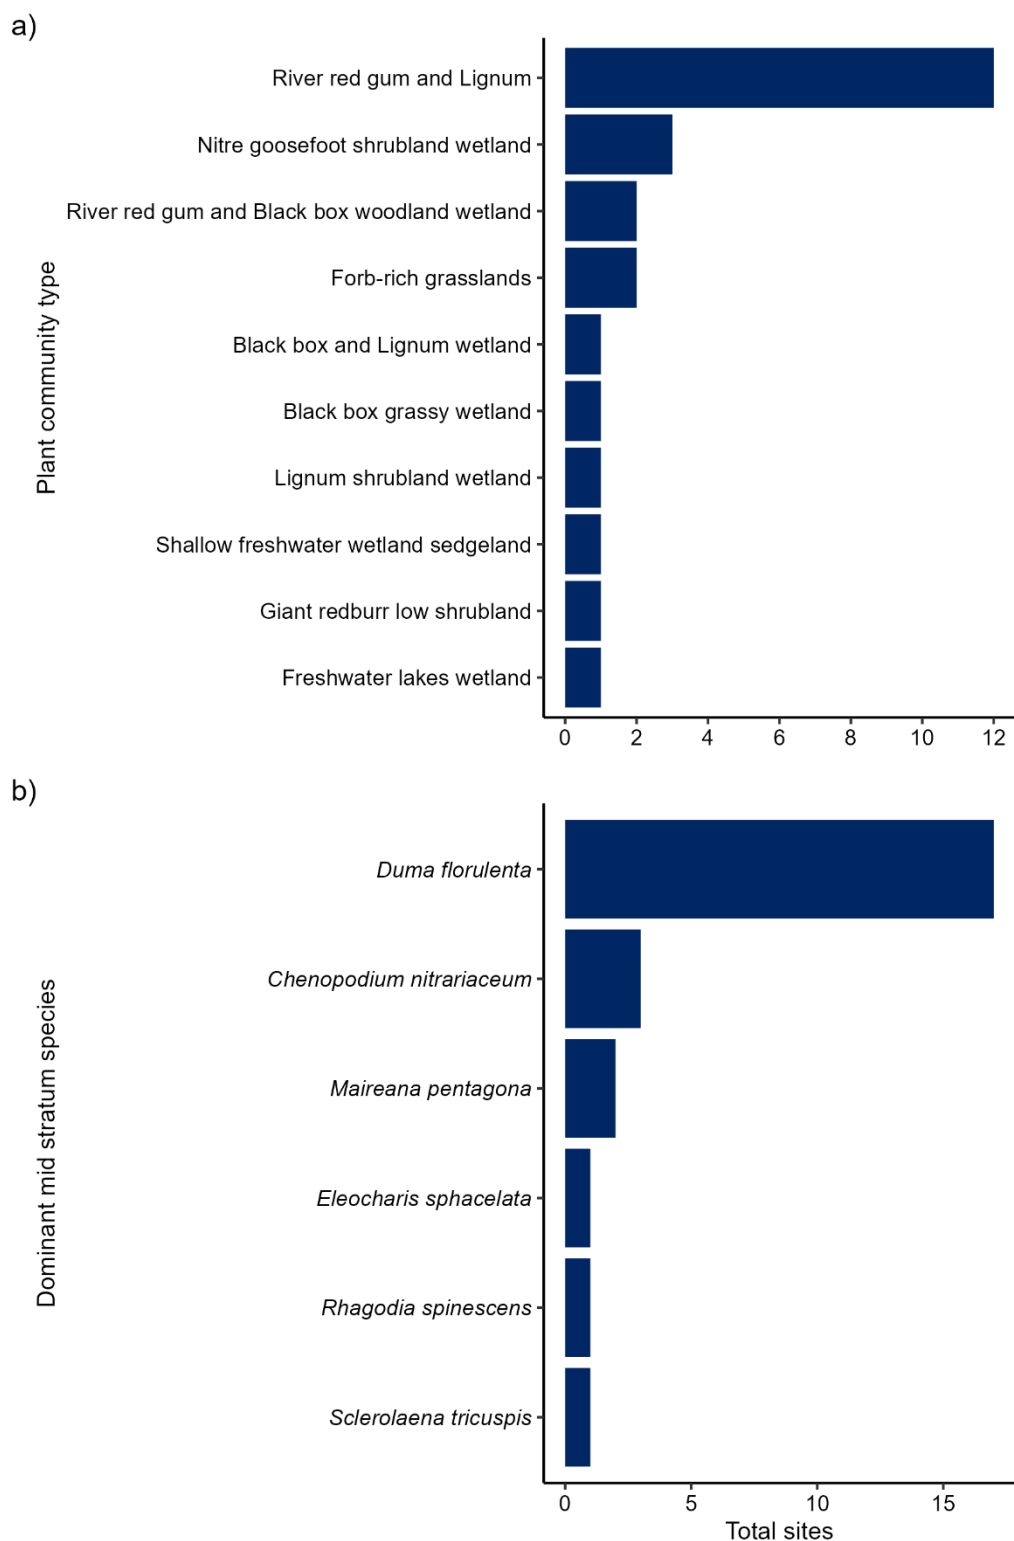 a)
Plant community type
River red gum and Lignum
Nitre goosefoot shrubland wetland
River red gum and Black box woodland wetland
Forb-rich grasslands
Black box and Lignum wetland
Black box grassy wetland
Lignum shrubland wetland
Shallow freshwater wetland sedgeland
Giant redburr low shrubland
Freshwater lakes wetland
0 2 4 6 8 10 12
b)
Dominant mid stratum species
Duma florulenta
Chenopodium nitrariaceum
Maireana pentagona
Eleocharis sphacelata
Rhagodia spinescens
Sclerolaena tricuspis
0 5 10 15
Total sites